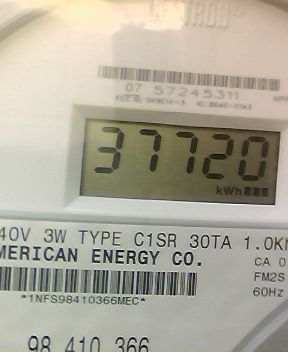 CENTRON
07 57245311
37720
kWh
40V 3W TYPE C1SR 30TA 1.0K
MERICAN ENERGY CO.
CA 0
FM2S
60Hz
*1NFS98410366MEC*
98 410 366